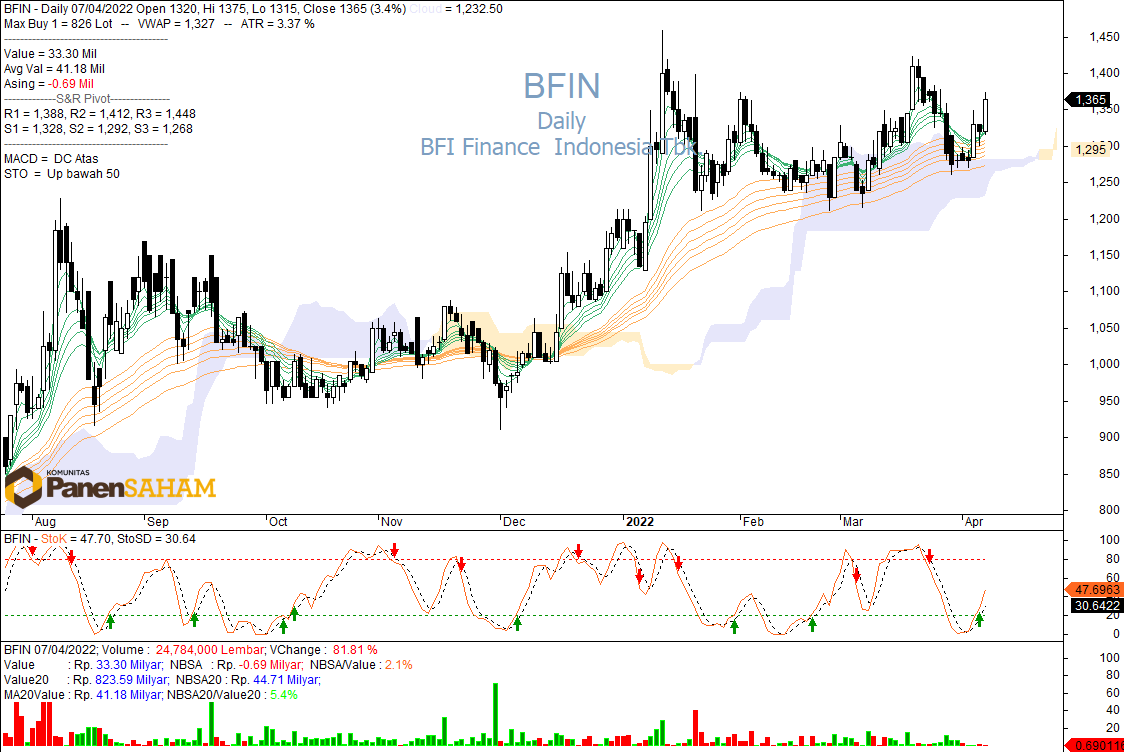 BFIN - Daily 07/04/2022 Open 1320, Hi 1375, Lo 1315, Close 1365 (3.4%) Cloud = 1,232.50
Max Buy 1 = 826 Lot -- VWAP = 1,327 -- ATR = 3.37 %
Value = 33.30 Mil
Avg Val = 41.18 Mil
Asing = -0.69 Mil
--------------S&R Pivot----------------
R1 = 1,388, R2 = 1,412, R3 = 1,448
S1 = 1,328, S2 = 1,292, S3 = 1,268
MACD = DC Atas
STO = Up bawah 50
BFIN
Daily
BFI Finance Indonesia Tbk.
1,450
1,400
1,365
1,295
1,250
1,200
1,150
1,100
1,050
1,000
950
900
850
800
KOMUNITAS
PanenSAHAM
Aug Sep Oct Nov Dec 2022 Feb Mar Apr
BFIN - StoK = 47.70, StoSD = 30.64
100
80
60
47.6963
30.6422
20
0
BFIN 07/04/2022; Volume : 24,784,000 Lembar; VChange : 81.81 %
Value : Rp. 33.30 Milyar; NBSA : Rp. -0.69 Milyar; NBSA/Value : 2.1%
Value20 : Rp. 823.59 Milyar; NBSA20 : Rp. 44.71 Milyar;
MA20Value : Rp. 41.18 Milyar; NBSA20/Value20 : 5.4%
100
80
60
40
20